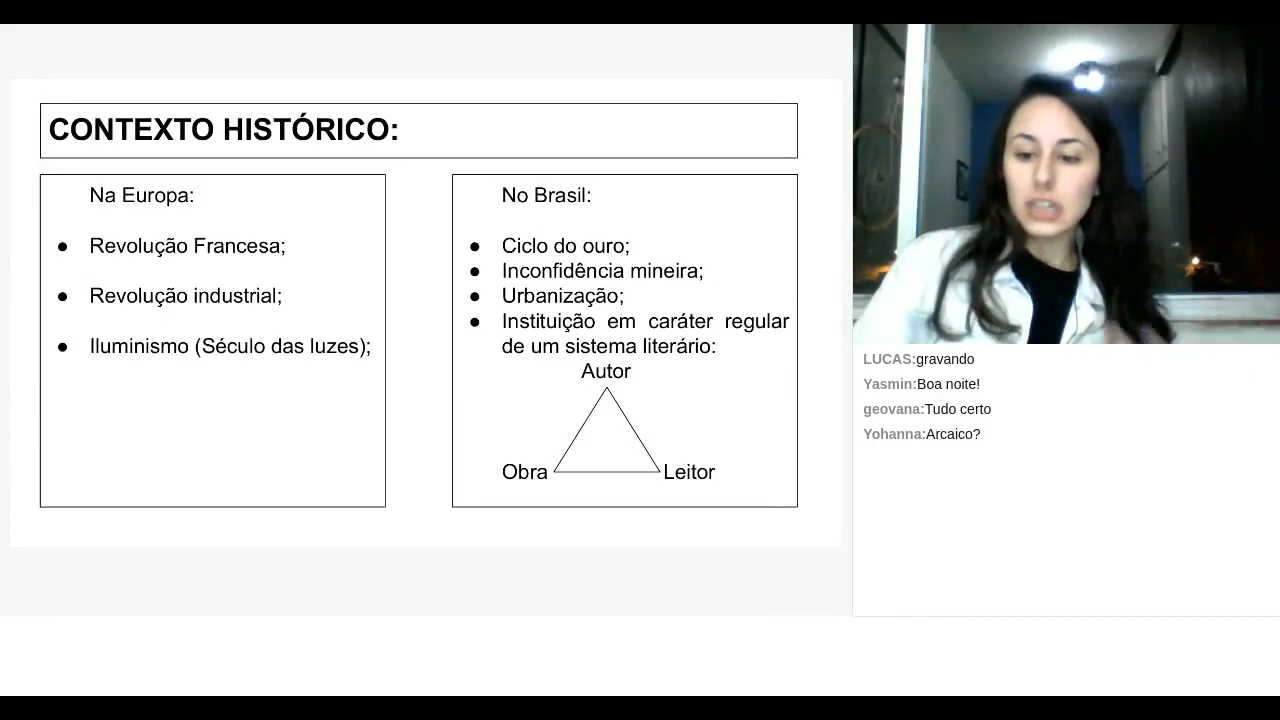 CONTEXTO HISTÓRICO:
Na Europa:
● Revolução Francesa;
● Revolução industrial;
● Iluminismo (Século das luzes);
No Brasil:
● Ciclo do ouro;
● Inconfidência mineira;
● Urbanização;
● Instituição em caráter regular
de um sistema literário:
Autor
Obra
Leitor
LUCAS:gravando
Yasmin:Boa noite!
geovana:Tudo certo
Yohanna:Arcaico?